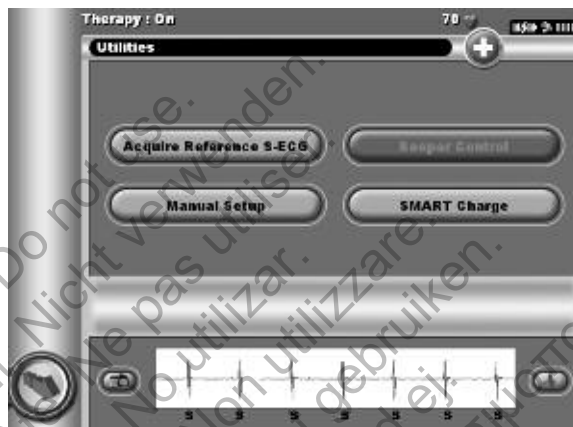 Therapy : On
70
Utilities
Acquire Reference S-ECG
Beeper Control
Manual Setup
SMART Charge
S S S S S S S
Do not use.
Nicht verwenden.
Ne pas utiliser.
No utilizar.
Non utilizzare.
gebruiken.
ej.